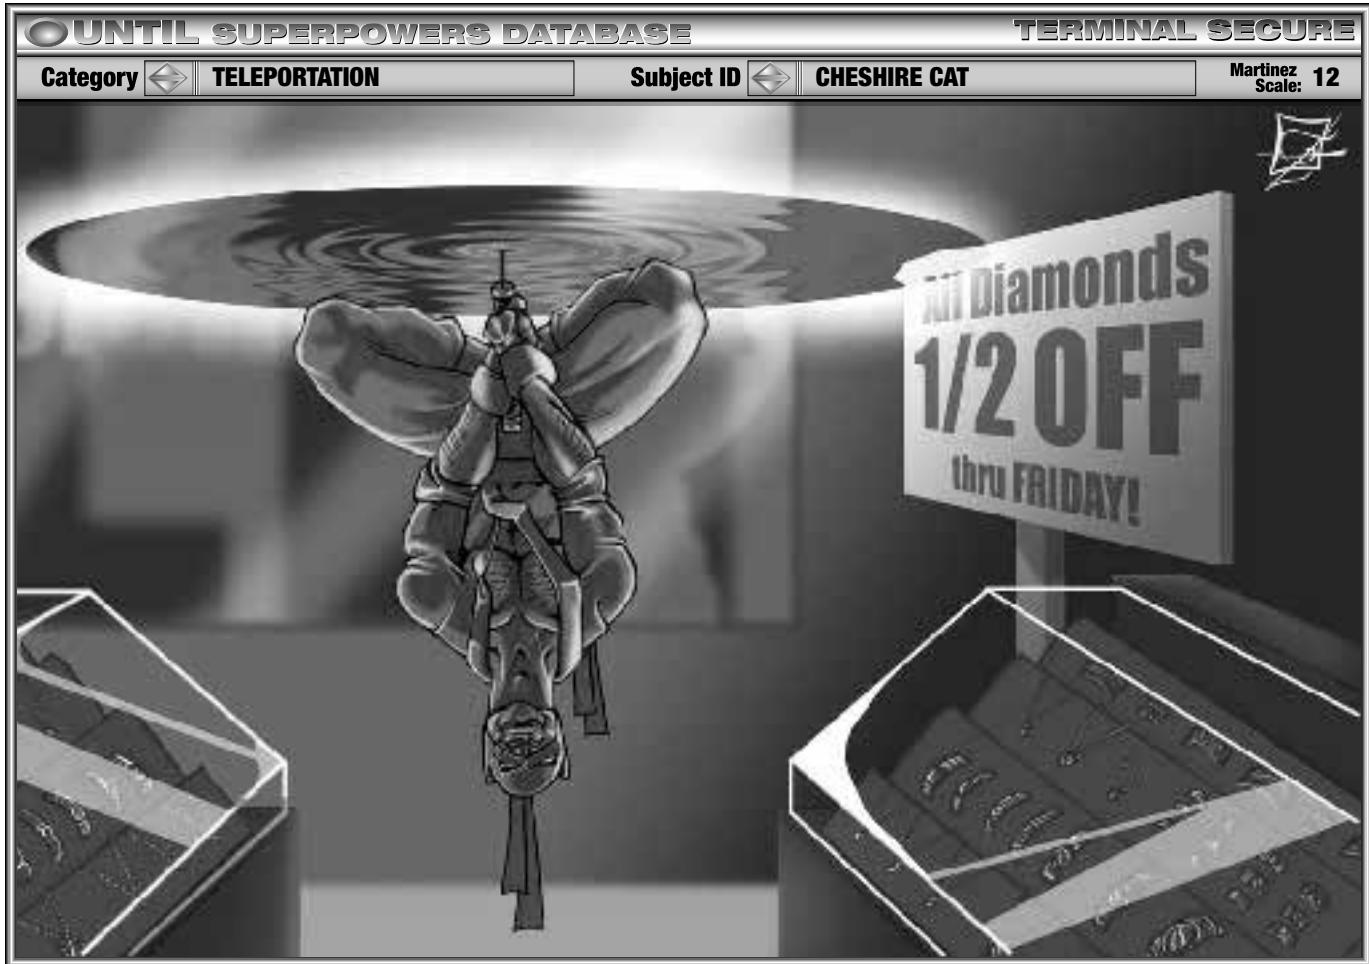 UNTIL SUPERPOWERS DATABASE
TERMINAL SECURE
Category
TELEPORTATION
Subject ID
CHESHIRE CAT
Martinez
Scale: 12
All Diamonds
1/2 OFF
thru FRIDAY!